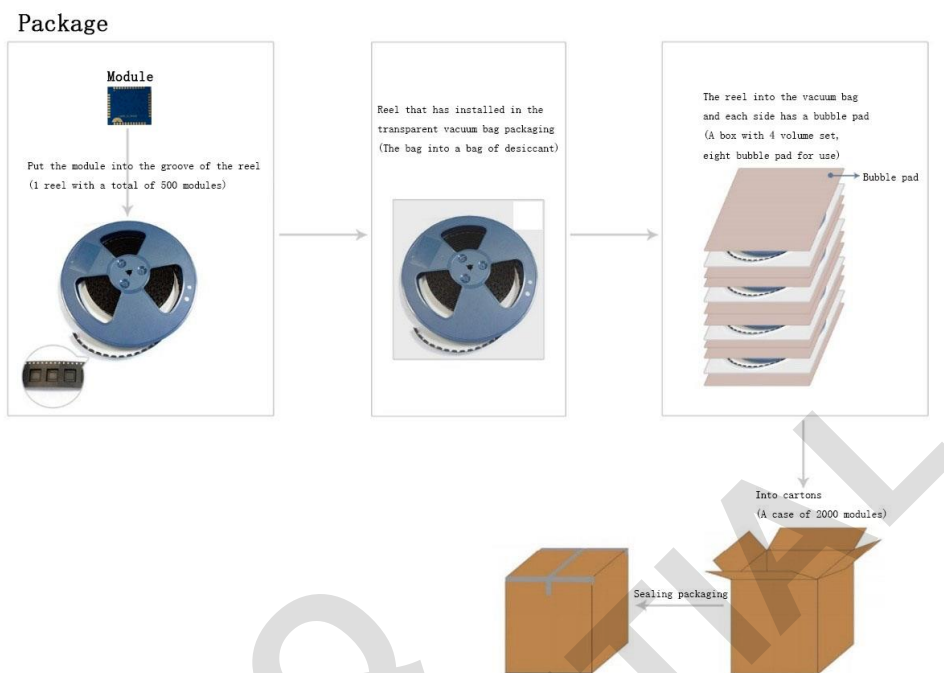 Package
Module
Put the module into the groove of the reel
(1 reel with a total of 500 modules)
Reel that has installed in the
transparent vacuum bag packaging
(The bag into a bag of desiccant)
The reel into the vacuum bag
and each side has a bubble pad
(A box with 4 volume set,
eight bubble pad for use)
Bubble pad
Into cartons
(A case of 2000 modules)
Sealing packaging
Q
TIAL